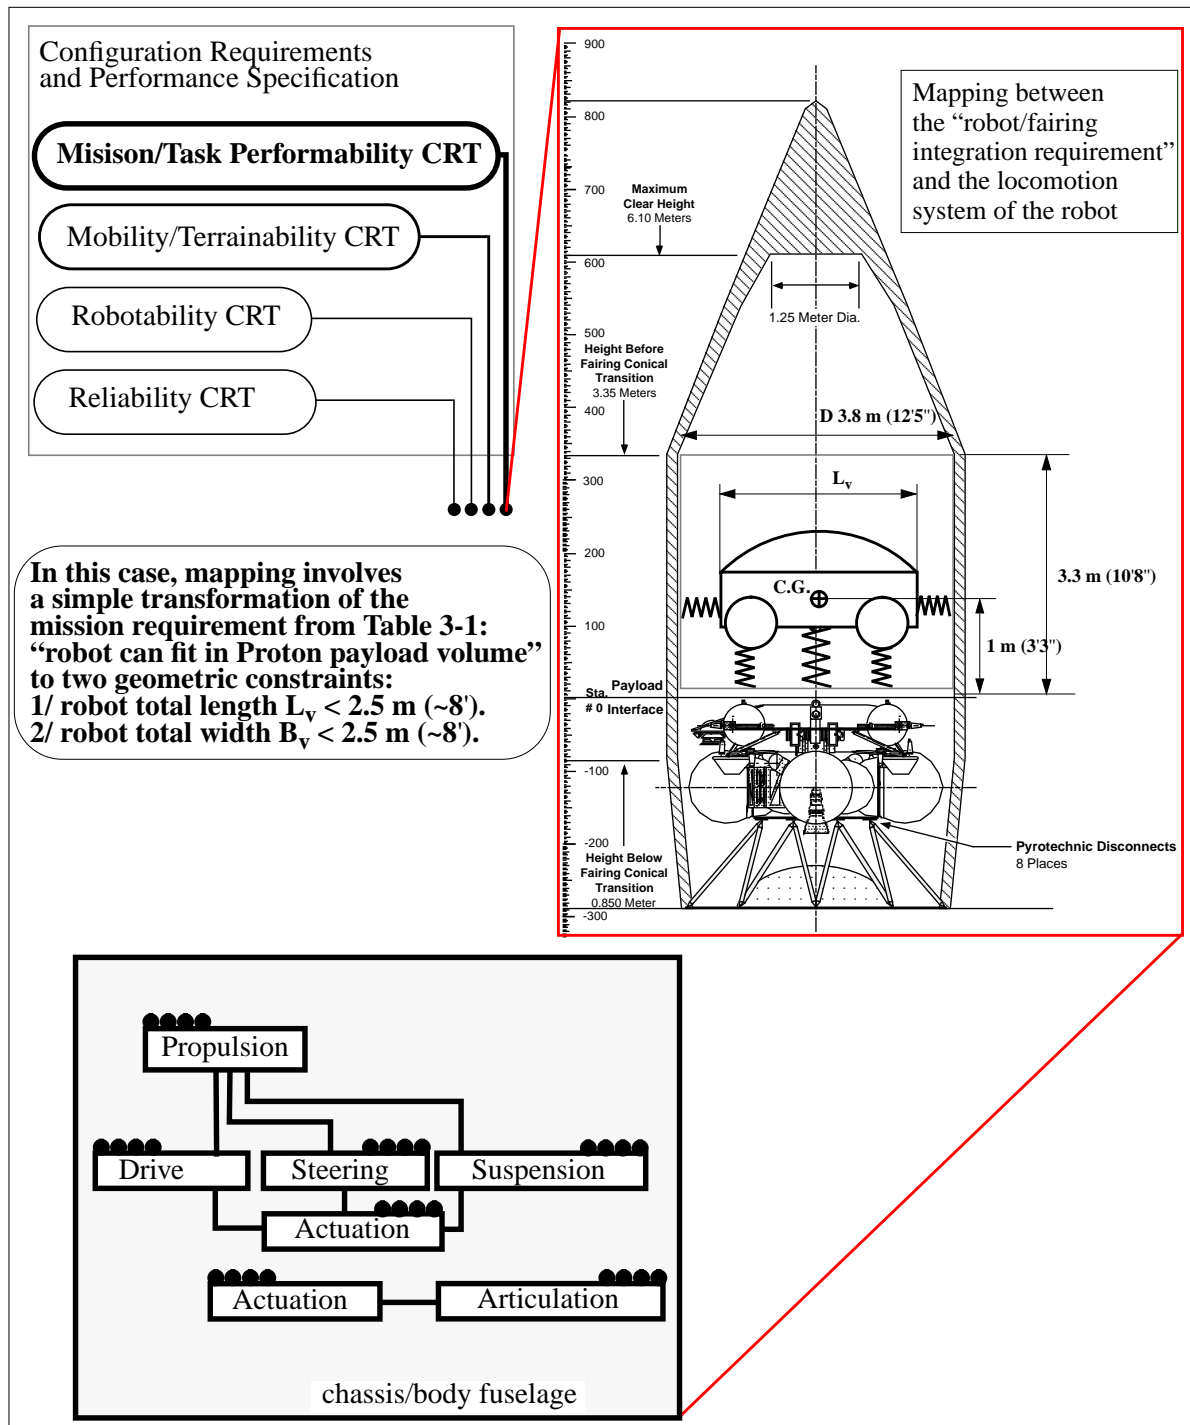 Configuration Requirements
and Performance Specification
Misison/Task Performability CRT
Mobility/Terrainability CRT
Robotability CRT
Reliability CRT
In this case, mapping involves
a simple transformation of the
mission requirement from Table 3-1:
“robot can fit in Proton payload volume”
to two geometric constraints:
1/ robot total length Lv < 2.5 m (~8').
2/ robot total width Bv < 2.5 m (~8').
Mapping between
the “robot/fairing
integration requirement”
and the locomotion
system of the robot
900
800
700
600
500
400
300
200
100
Sta.
# 0
-100
-200
-300
Maximum
Clear Height
6.10 Meters
1.25 Meter Dia.
Height Before
Fairing Conical
Transition
3.35 Meters
D 3.8 m (12'5")
Lv
C.G.
3.3 m (10'8")
1 m (3'3")
Payload
Interface
Height Below
Fairing Conical
Transition
0.850 Meter
Pyrotechnic Disconnects
8 Places
Propulsion
Drive
Steering
Suspension
Actuation
Actuation
Articulation
chassis/body fuselage